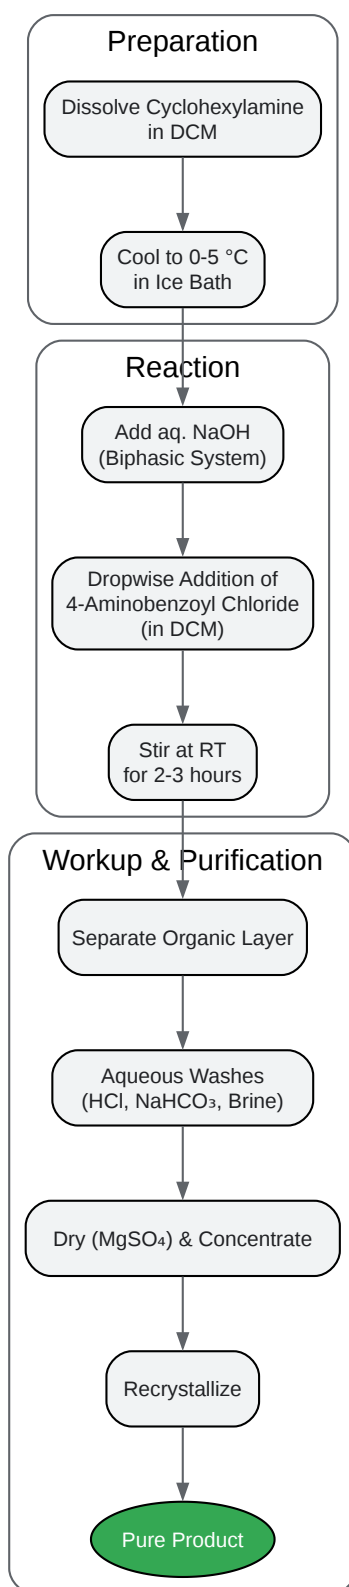 Preparation
Dissolve Cyclohexylamine
in DCM
Cool to 0-5 °C
in Ice Bath
Reaction
Add aq. NaOH
(Biphasic System)
Dropwise Addition of
4-Aminobenzoyl Chloride
(in DCM)
Stir at RT
for 2-3 hours
Workup & Purification
Separate Organic Layer
Aqueous Washes
(HCl, NaHCO₃, Brine)
Dry (MgSO₄) & Concentrate
Recrystallize
Pure Product